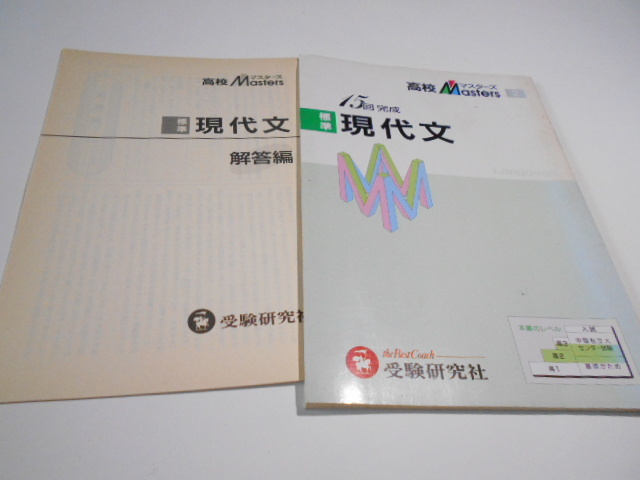 高校 マスターズ
Masters
標準 現代文
解答編
受験研究社
高校 マスターズ
Masters
15回完成
標準 現代文
the Best Coach
受験研究社
本書のレベル 入試
高3 中堅私立大
センター試験
高2
高1 基礎がため